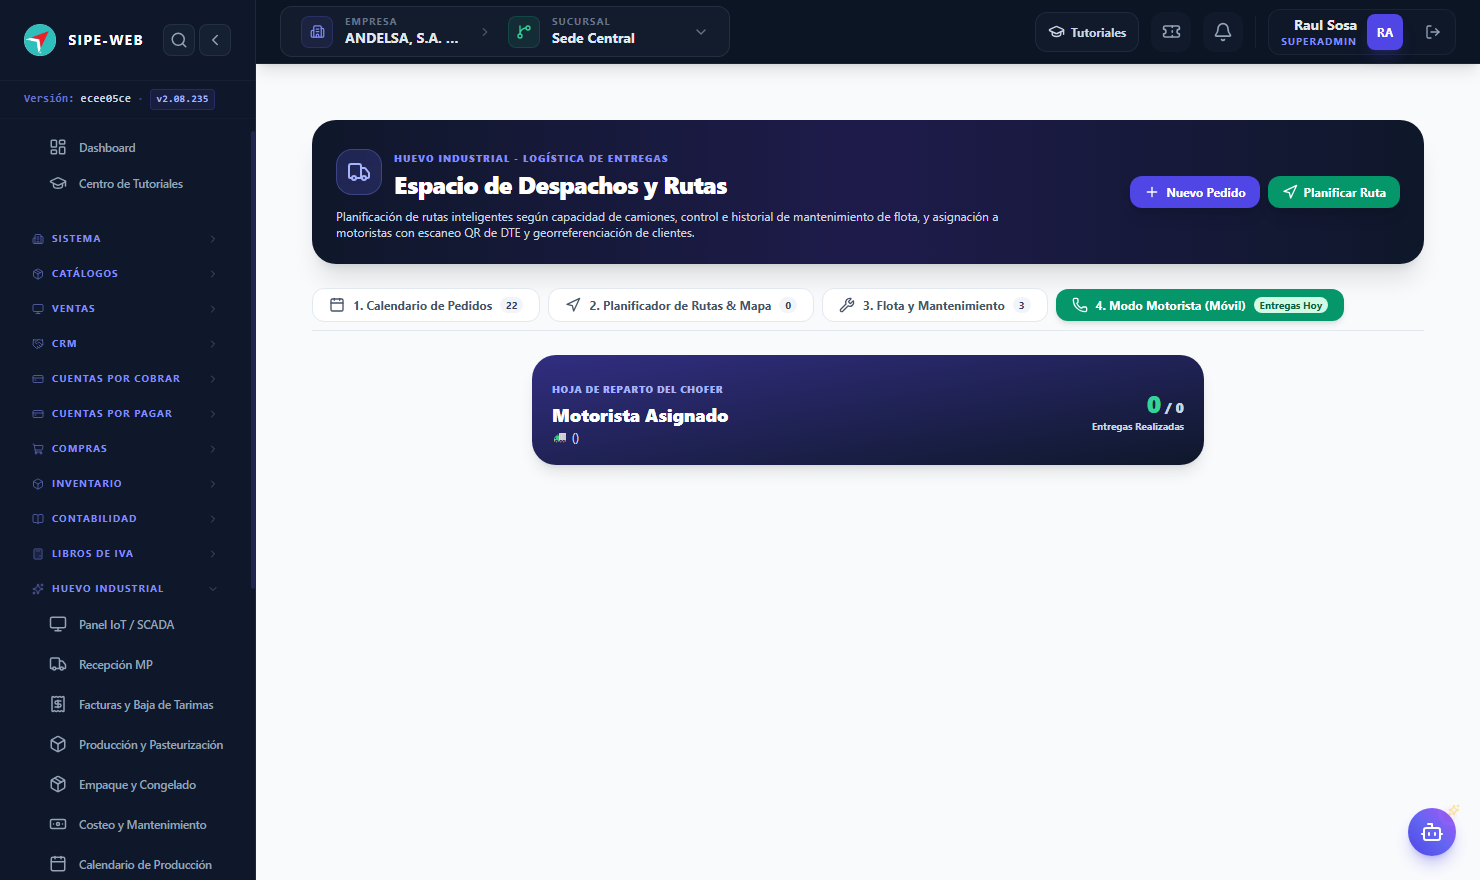 SIPE-WEB
EMPRESA
ANDELSA, S.A. ...
SUCURSAL
Sede Central
Tutoriales
Raul Sosa
SUPERADMIN
RA
Versión: ecee05ce - v2.08.235
Dashboard
Centro de Tutoriales
SISTEMA
CATÁLOGOS
VENTAS
CRM
CUENTAS POR COBRAR
CUENTAS POR PAGAR
COMPRAS
INVENTARIO
CONTABILIDAD
LIBROS DE IVA
HUEVO INDUSTRIAL
Panel IoT / SCADA
Recepción MP
Facturas y Baja de Tarimas
Producción y Pasteurización
Empaque y Congelado
Costeo y Mantenimiento
Calendario de Producción
HUEVO INDUSTRIAL - LOGÍSTICA DE ENTREGAS
Espacio de Despachos y Rutas
Planificación de rutas inteligentes según capacidad de camiones, control e historial de mantenimiento de flota, y asignación a
motoristas con escaneo QR de DTE y georreferenciación de clientes.
+ Nuevo Pedido
Planificar Ruta
1. Calendario de Pedidos 22
2. Planificador de Rutas & Mapa 0
3. Flota y Mantenimiento 3
4. Modo Motorista (Móvil) Entregas Hoy
HOJA DE REPARTO DEL CHOFER
Motorista Asignado
🚛 ()
0 / 0
Entregas Realizadas